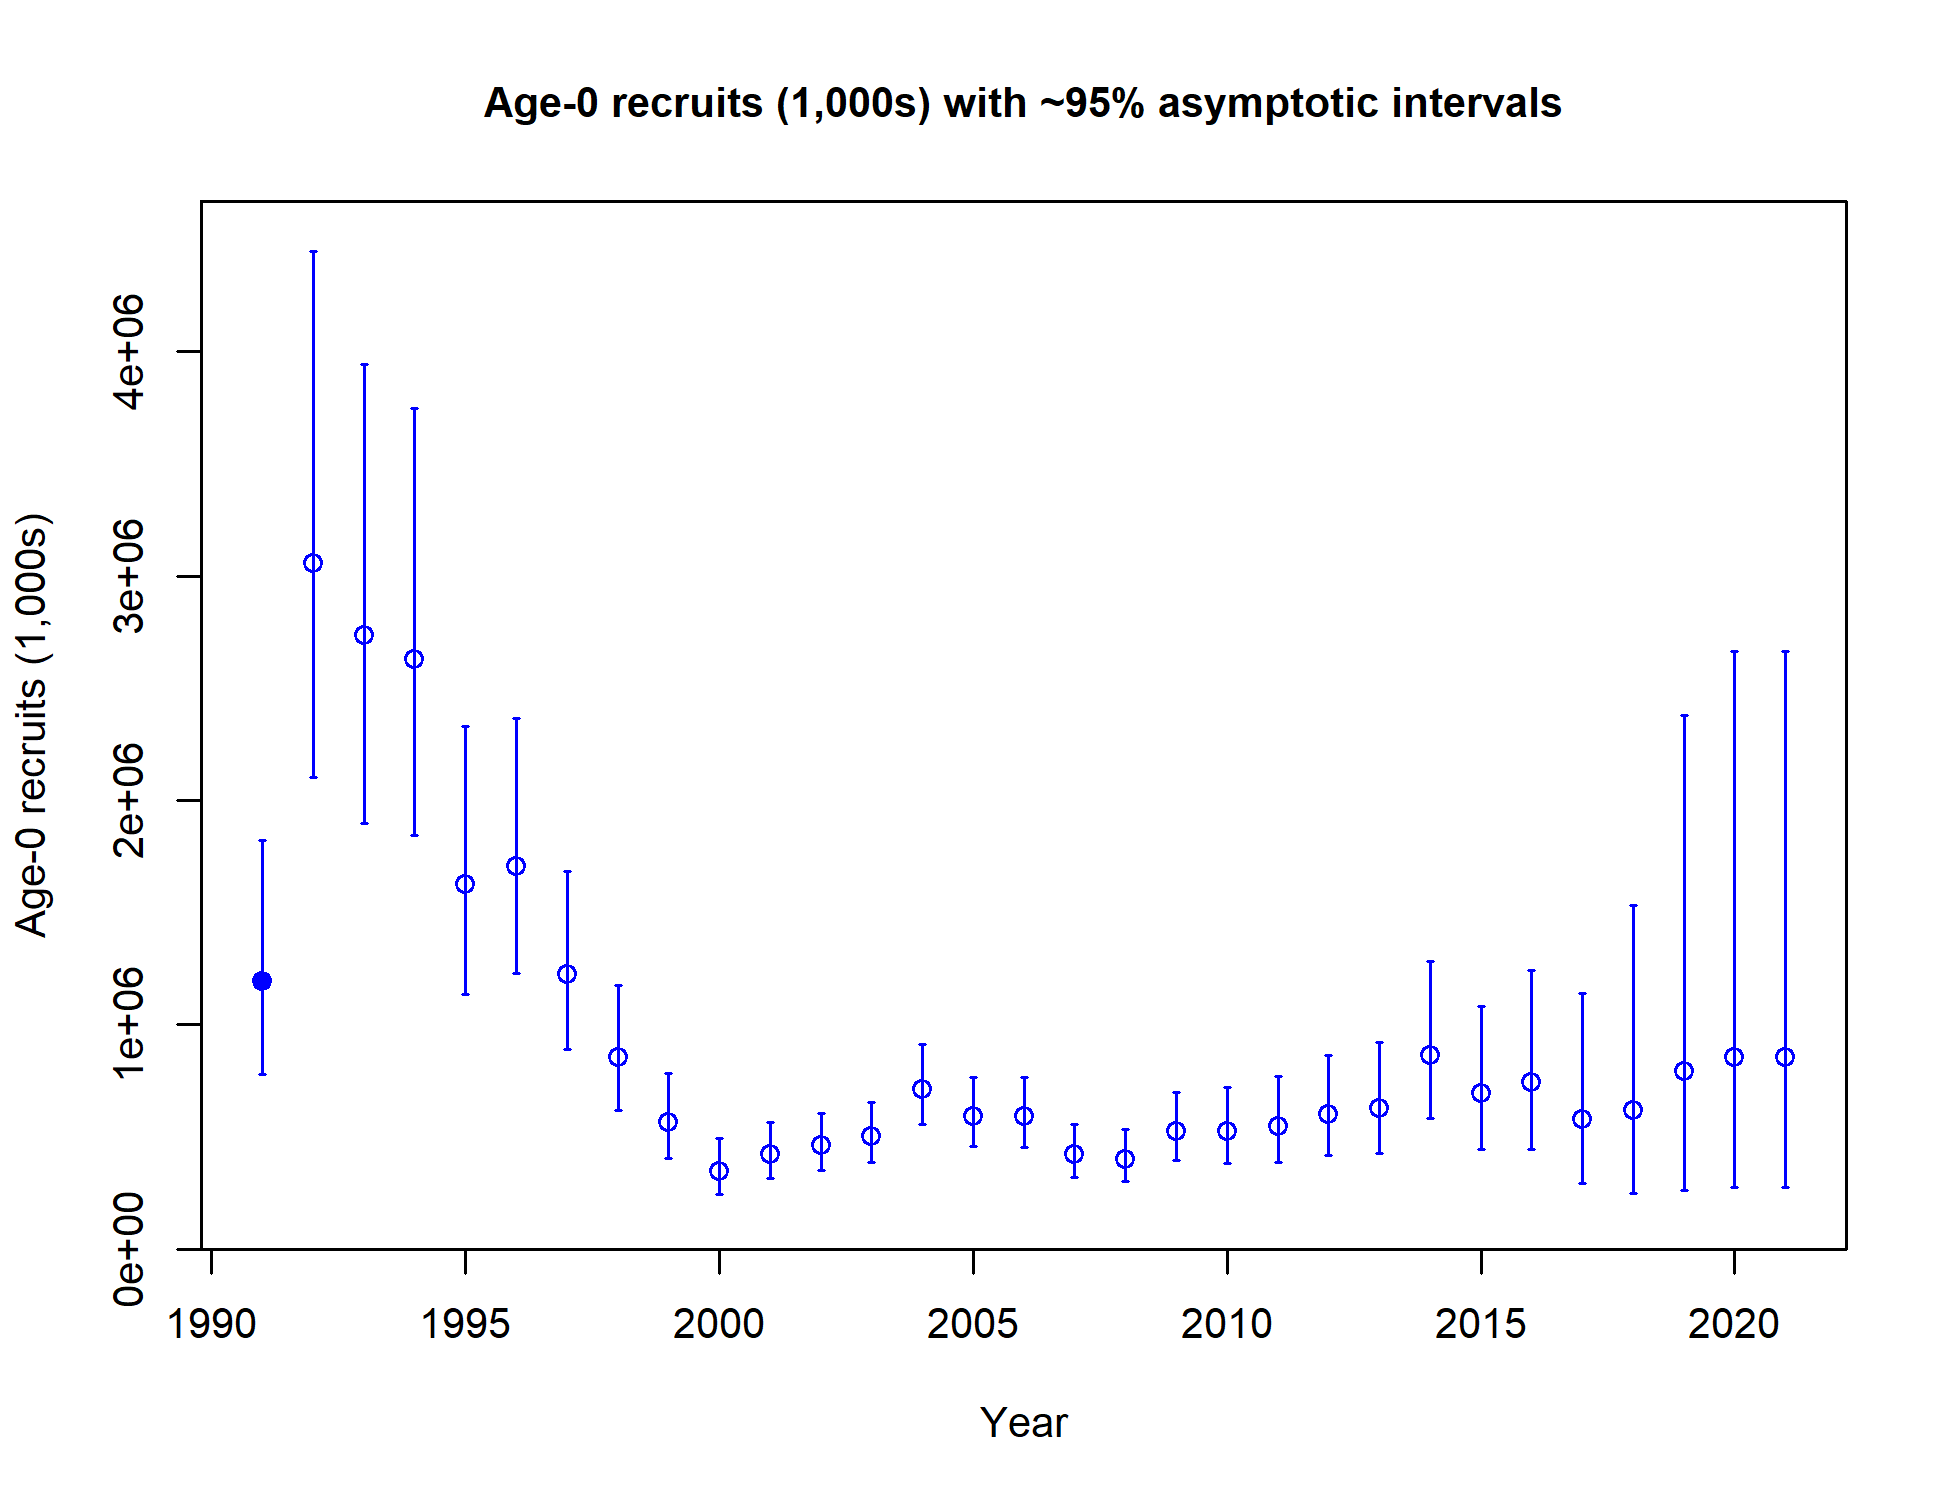 Age-0 recruits (1,000s) with ~95% asymptotic intervals
Age-0 recruits (1,000s)
4e+06
3e+06
2e+06
1e+06
0e+00
1990 1995 2000 2005 2010 2015 2020
Year